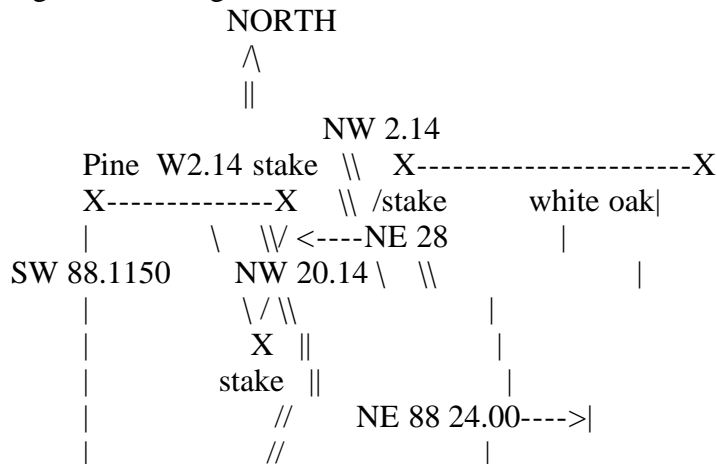 NORTH
/\
||
NW 2.14
Pine W2.14 stake \\ X-----------------------X
X--------------X \\ /stake white oak|
| \ \\/ <----NE 28 |
SW 88.1150 NW 20.14 \ \\ |
| \ / \\ |
| X || |
| stake || |
| // NE 88 24.00---->|
| // |